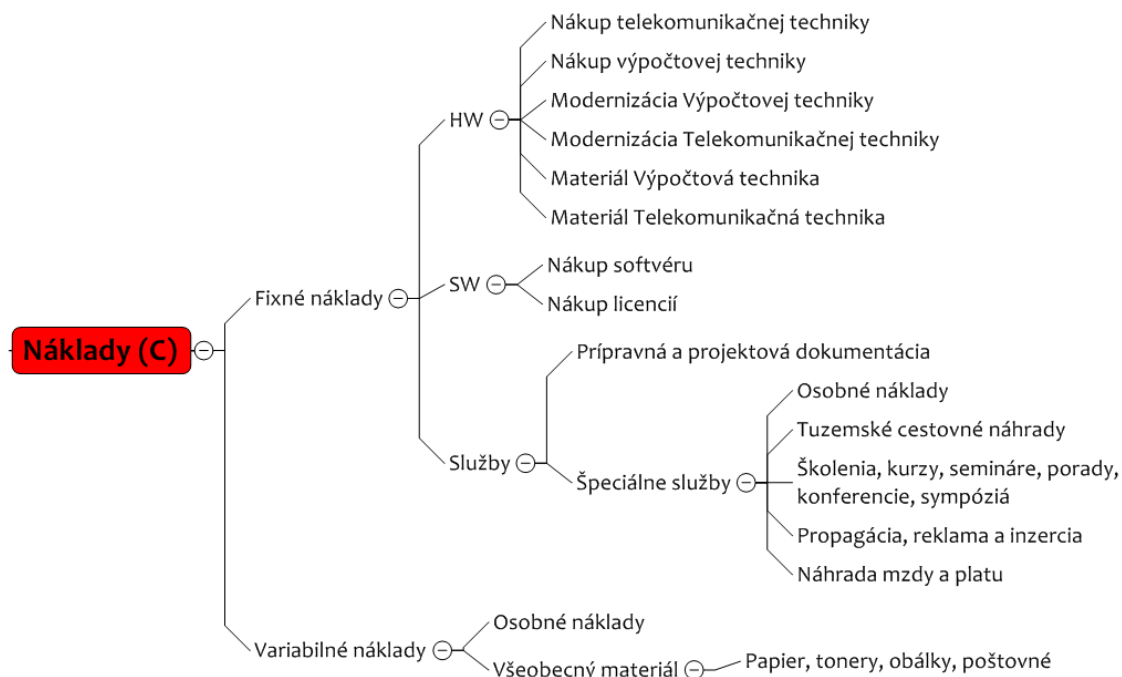 Náklady (C)
Fixné náklady
HW
Nákup telekomunikačnej techniky
Nákup výpočtovej techniky
Modernizácia Výpočtovej techniky
Modernizácia Telekomunikačnej techniky
Materiál Výpočtová technika
Materiál Telekomunikačná technika
SW
Nákup softvéru
Nákup licencií
Služby
Prípravná a projektová dokumentácia
Špeciálne služby
Osobné náklady
Tuzemské cestovné náhrady
Školenia, kurzy, semináre, porady,
konferencie, sympóziá
Propagácia, reklama a inzercia
Náhrada mzdy a platu
Variabilné náklady
Osobné náklady
Všeobecný materiál
Papier, tonery, obálky, poštovné